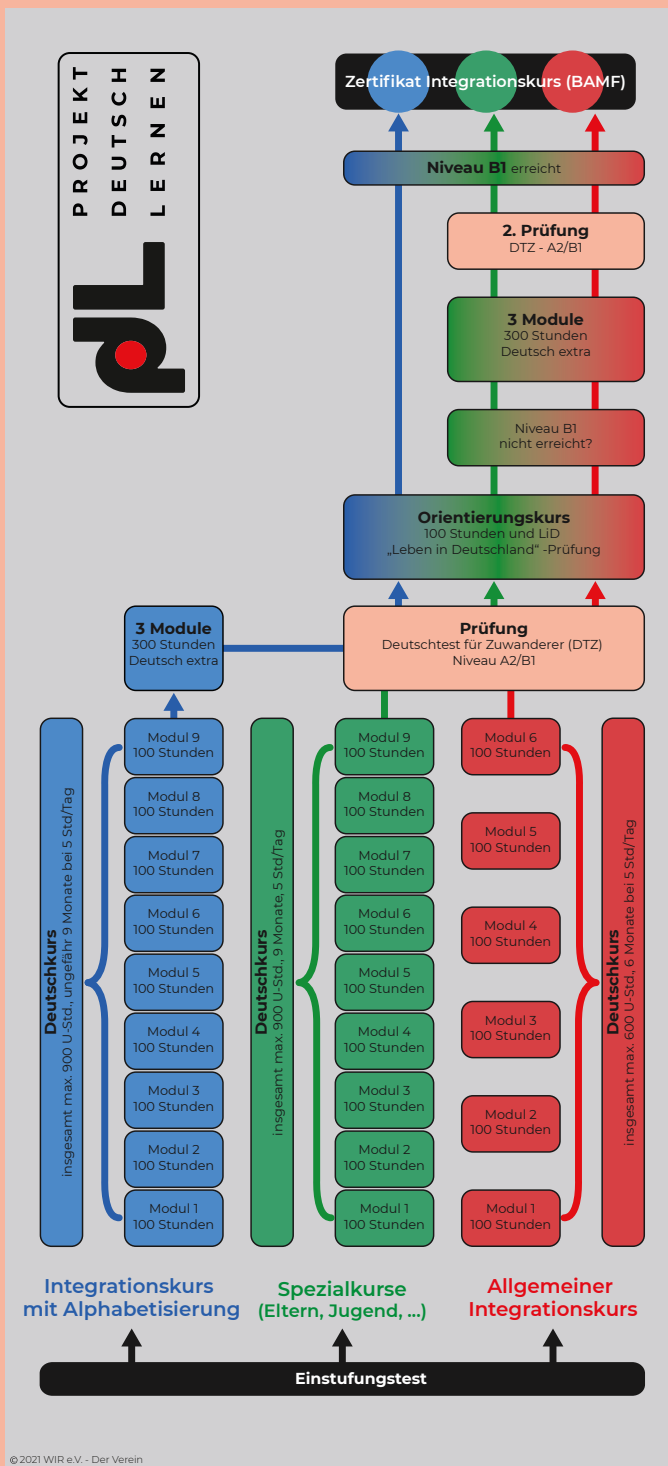 PROJEKT
DEUTSCH
LERNEN
pdL
Zertifikat Integrationskurs (BAMF)
Niveau B1 erreicht
2. Prüfung
DTZ - A2/B1
3 Module
300 Stunden
Deutsch extra
Niveau B1
nicht erreicht?
Orientierungskurs
100 Stunden und LiD
„Leben in Deutschland“ -Prüfung
3 Module
300 Stunden
Deutsch extra
Prüfung
Deutschtest für Zuwanderer (DTZ)
Niveau A2/B1
Deutschkurs
insgesamt max. 900 U-Std., ungefähr 9 Monate bei 5 Std/Tag
Modul 9
100 Stunden
Modul 8
100 Stunden
Modul 7
100 Stunden
Modul 6
100 Stunden
Modul 5
100 Stunden
Modul 4
100 Stunden
Modul 3
100 Stunden
Modul 2
100 Stunden
Modul 1
100 Stunden
Deutschkurs
insgesamt max. 900 U-Std., 9 Monate, 5 Std/Tag
Modul 9
100 Stunden
Modul 8
100 Stunden
Modul 7
100 Stunden
Modul 6
100 Stunden
Modul 5
100 Stunden
Modul 4
100 Stunden
Modul 3
100 Stunden
Modul 2
100 Stunden
Modul 1
100 Stunden
Modul 6
100 Stunden
Modul 5
100 Stunden
Modul 4
100 Stunden
Modul 3
100 Stunden
Modul 2
100 Stunden
Modul 1
100 Stunden
Deutschkurs
insgesamt max. 600 U-Std., 6 Monate bei 5 Std/Tag
Integrationskurs
mit Alphabetisierung
Spezialkurse
(Eltern, Jugend, ...)
Allgemeiner
Integrationskurs
Einstufungstest
© 2021 WIR e.V. - Der Verein